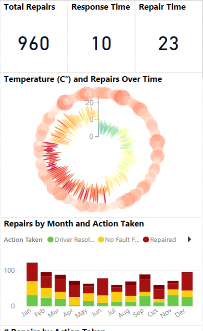 Total Repairs
Response Time
Repair Time
960
10
23
Temperature (C°) and Repairs Over Time
20
0
Repairs by Month and Action Taken
Action Taken Driver Resol... No Fault F... Repaired
100
0
Jan Feb Mar Apr May Jun Jul Aug Sep Oct Nov Dec
# Repairs by Action Taken